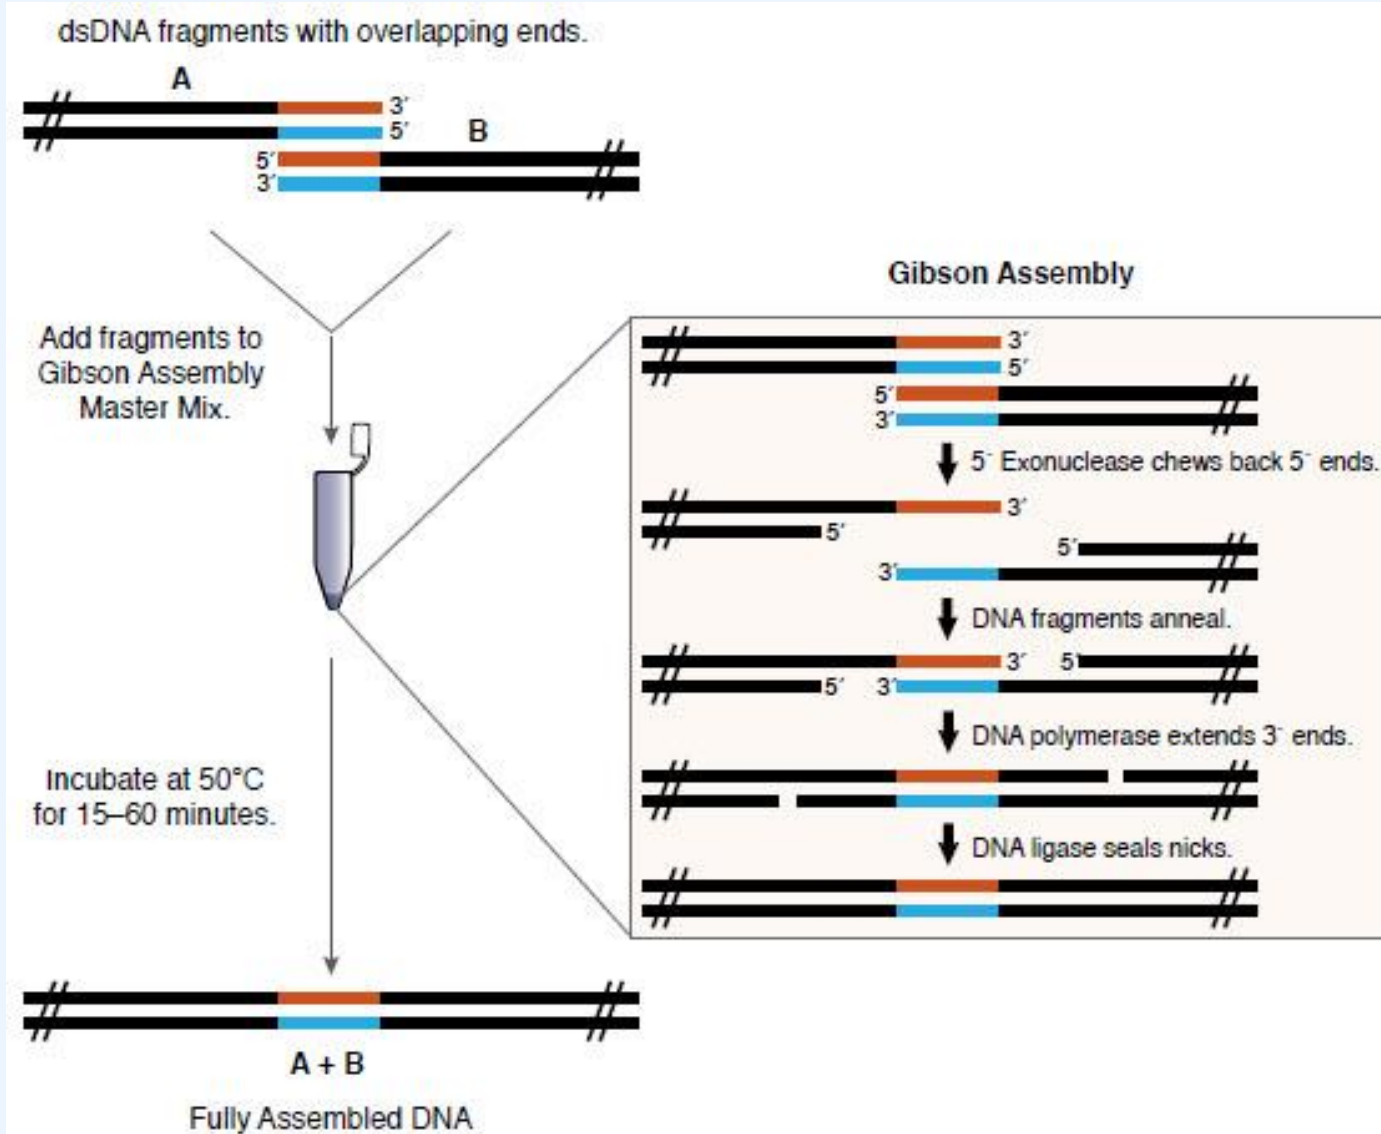 dsDNA fragments with overlapping ends.
A
3′
5′
B
5′
3′
Add fragments to
Gibson Assembly
Master Mix.
Incubate at 50°C
for 15–60 minutes.
A + B
Fully Assembled DNA
Gibson Assembly
3′
5′
5′
3′
5′ Exonuclease chews back 5′ ends.
3′
5′
5′
3′
DNA fragments anneal.
3′ 5′
5′ 3′
DNA polymerase extends 3′ ends.
DNA ligase seals nicks.